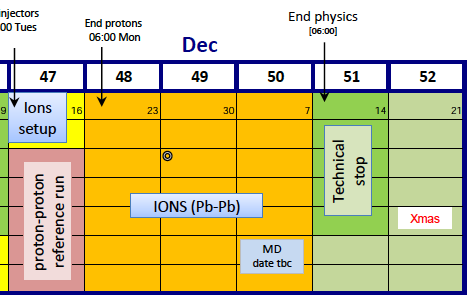 njectors
00 Tues
End protons
06:00 Mon
End physics
[06:00]
Dec
47 48 49 50 51 52
9 16 23 30 7 14 21
Ions
setup
proton-proton
reference run
IONS (Pb-Pb)
MD
date tbc
Technical
stop
Xmas